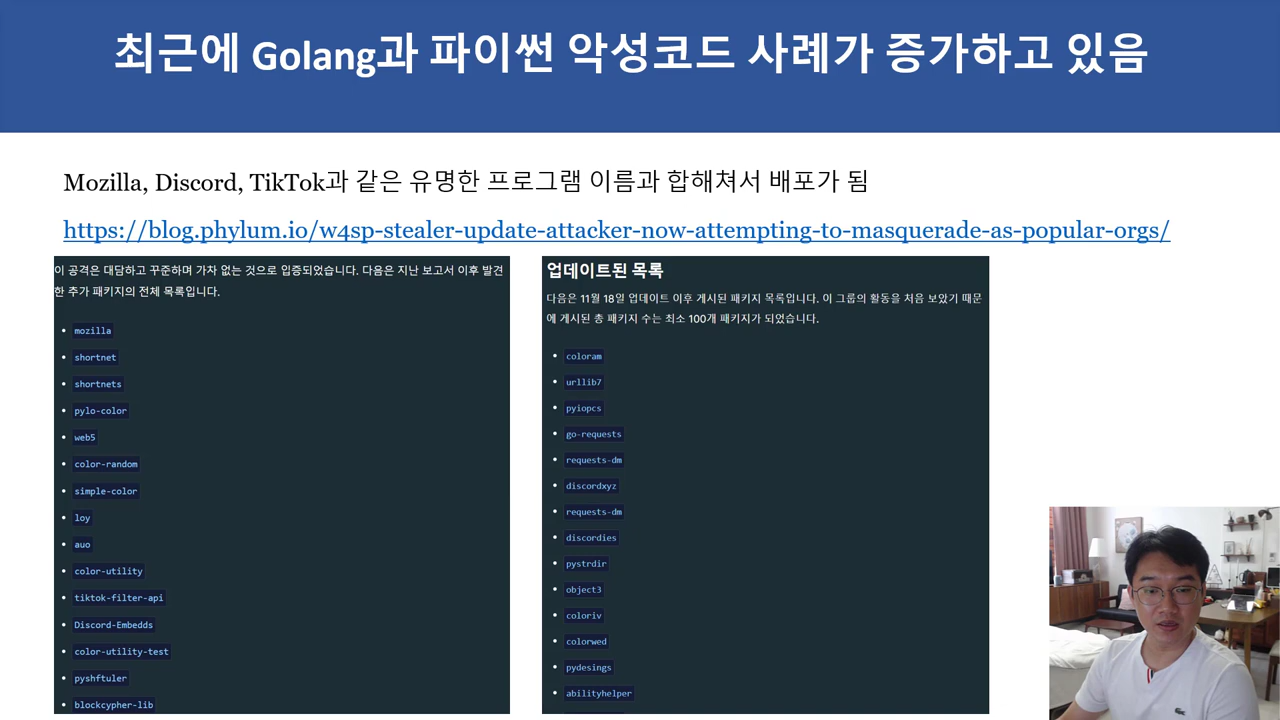 최근에 Golang과 파이썬 악성코드 사례가 증가하고 있음
Mozilla, Discord, TikTok과 같은 유명한 프로그램 이름과 합해쳐서 배포가 됨
https://blog.phylum.io/w4sp-stealer-update-attacker-now-attempting-to-masquerade-as-popular-orgs/
이 공격은 대담하고 꾸준하며 가차 없는 것으로 입증되었습니다. 다음은 지난 보고서 이후 발견
한 추가 패키지의 전체 목록입니다.
mozilla
shortnet
shortnets
pylo-color
web5
color-random
simple-color
loy
auo
color-utility
tiktok-filter-api
Discord-Embedds
color-utility-test
pyshftuler
blockcypher-lib
업데이트된 목록
다음은 11월 18일 업데이트 이후 게시된 패키지 목록입니다. 이 그룹의 활동을 처음 보았기 때문
에 게시된 총 패키지 수는 최소 100개 패키지가 되었습니다.
coloram
urllib7
pyiopcs
go-requests
requests-dm
discordxyz
requests-dm
discordies
pystrdir
object3
coloriv
colorwed
pydesings
abilityhelper